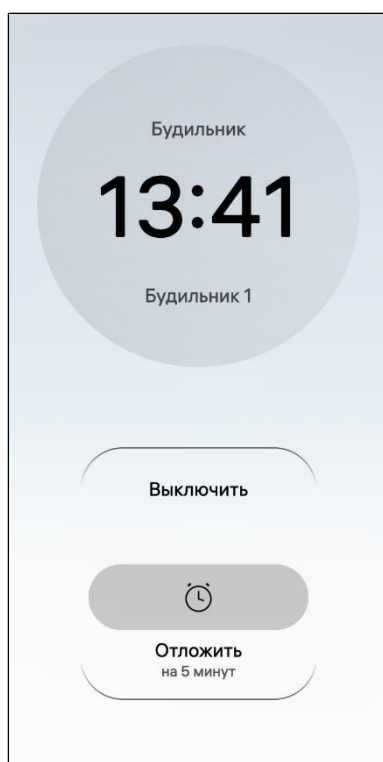 Будильник
13:41
Будильник 1
Выключить
Отложить
на 5 минут